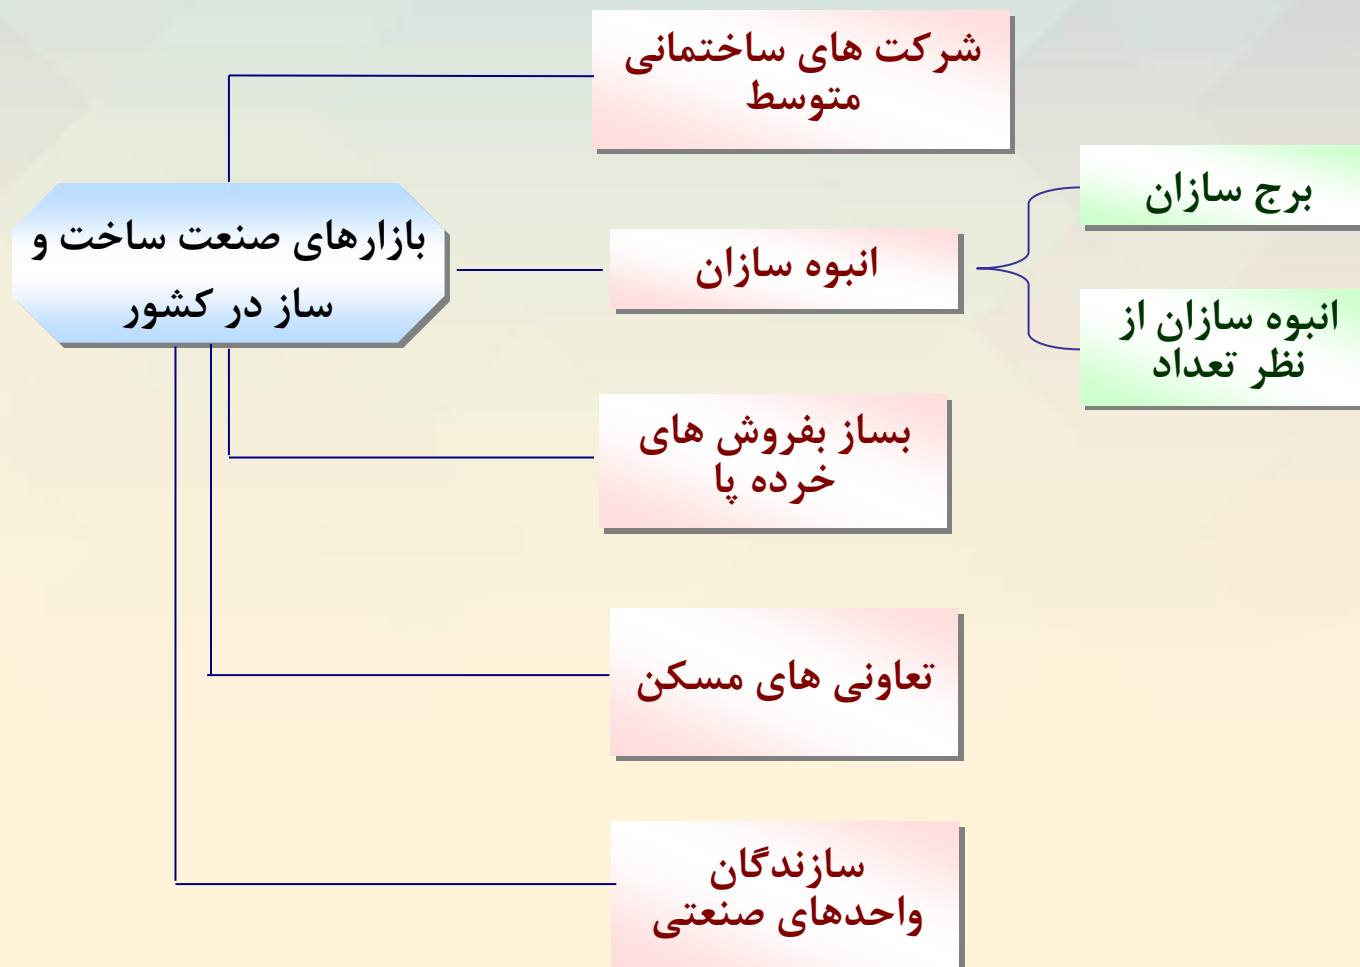 شرکت های ساختمانی
متوسط
برج سازان
بازارهای صنعت ساخت و
ساز در کشور
انبوه سازان
انبوه سازان از
نظر تعداد
بساز بفروش های
خرده پا
تعاونی های مسکن
سازندگان
واحدهای صنعتی